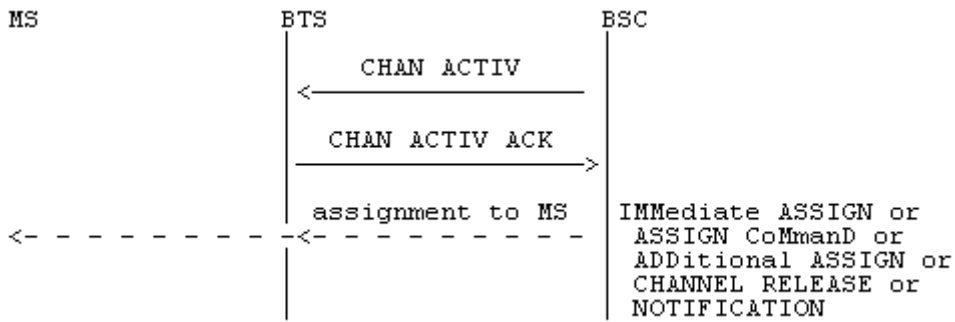 MS BTS BSC
CHAN ACTIV
CHAN ACTIV ACK
assignment to MS IMMediate ASSIGN or
ASSIGN CoMmanD or
ADDitional ASSIGN or
CHANNEL RELEASE or
NOTIFICATION